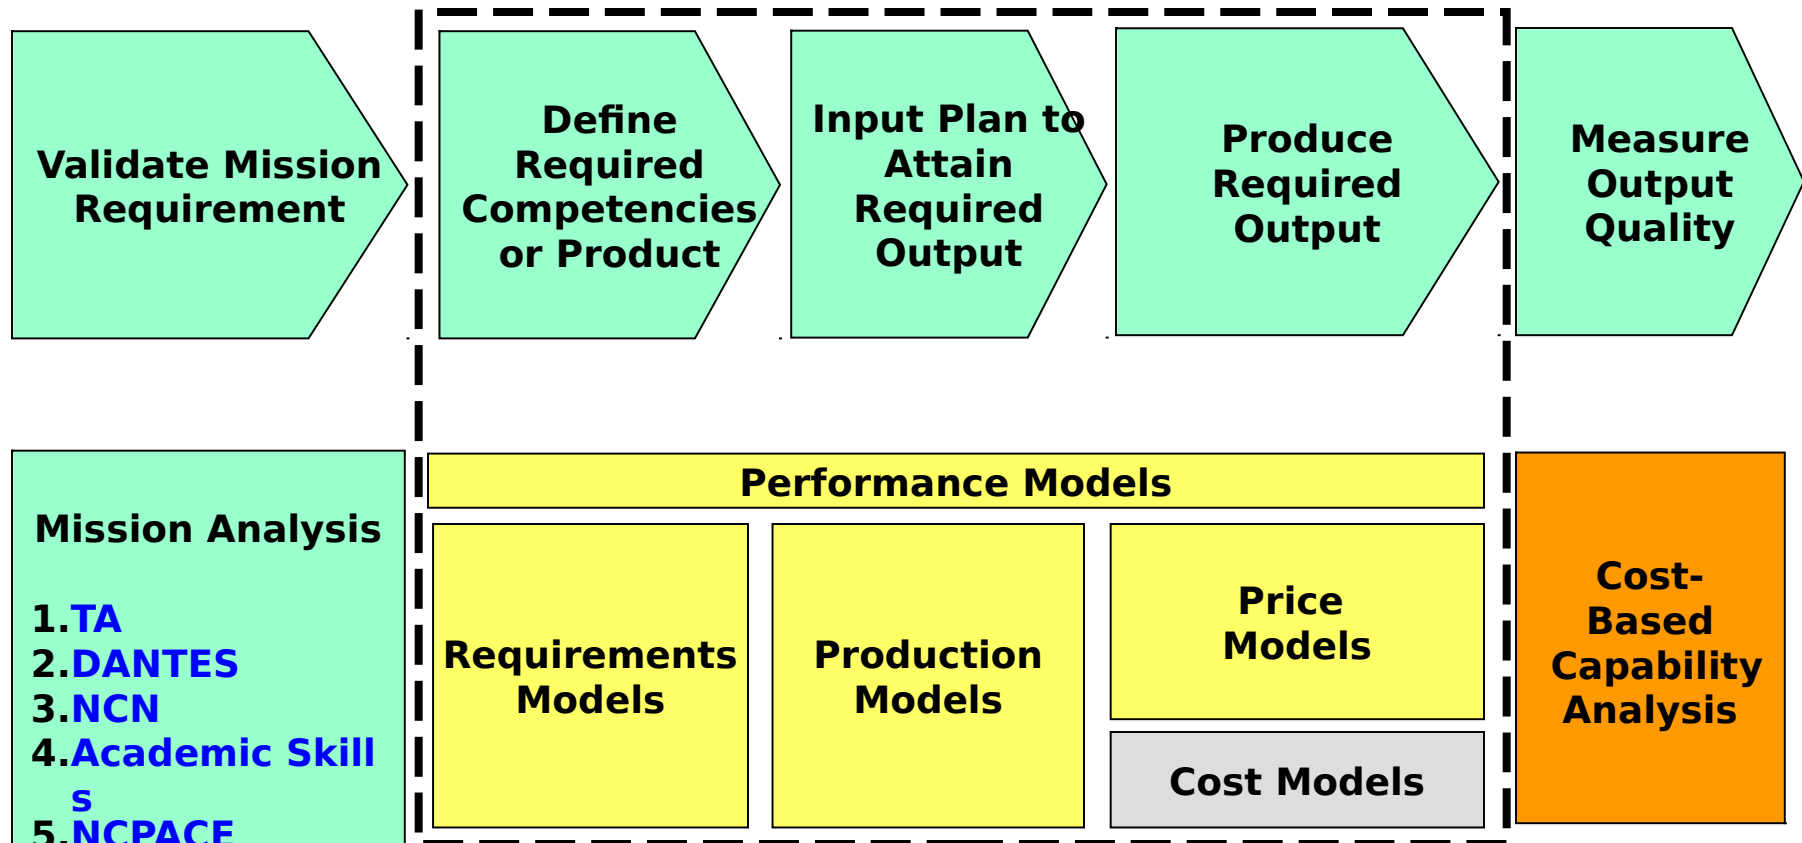 Validate Mission
Requirement
Define
Required
Competencies
or Product
Input Plan to
Attain
Required
Output
Produce
Required
Output
Measure
Output
Quality
Mission Analysis
1.TA
2.DANTES
3.NCN
4.Academic Skill
s
5.NCPACE
Performance Models
Requirements
Models
Production
Models
Price
Models
Cost Models
Cost-
Based
Capability
Analysis